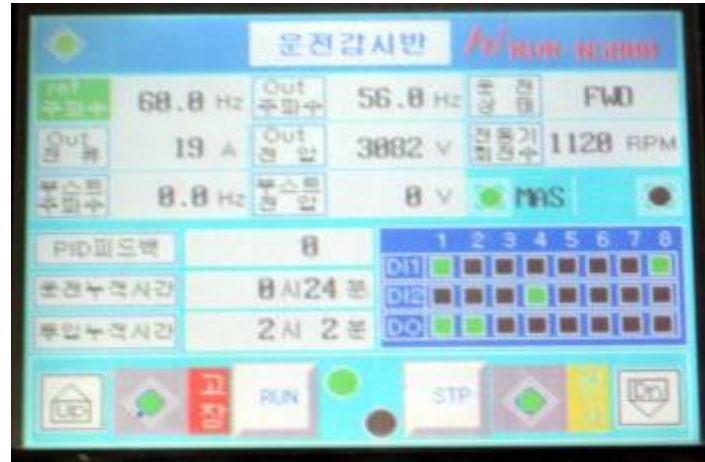 운전감시반
ref 주파수 60.0 Hz Out 주파수 56.0 Hz 운전상태 FWD
Out 전류 19 A Out 전압 3082 V 전동기회전수 1120 RPM
부스트주파수 0.0 Hz 부스트전압 0 V MAS
PID피드백 0
1 2 3 4 5 6 7 8
DI1
운전누적시간 0시24분
DI2
투입누적시간 2시 2분
DO
UP 고장 RUN STP Dn